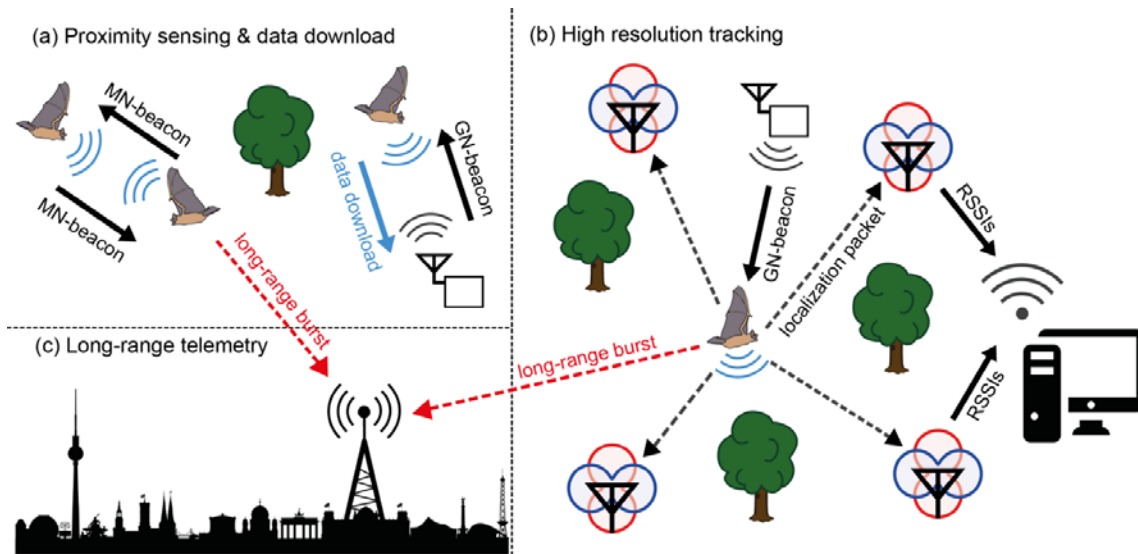 (a) Proximity sensing & data download
MN-beacon
MN-beacon
data download
GN-beacon
long-range burst
(b) High resolution tracking
GN-beacon
localization packet
RSSIs
RSSIs
long-range burst
(c) Long-range telemetry